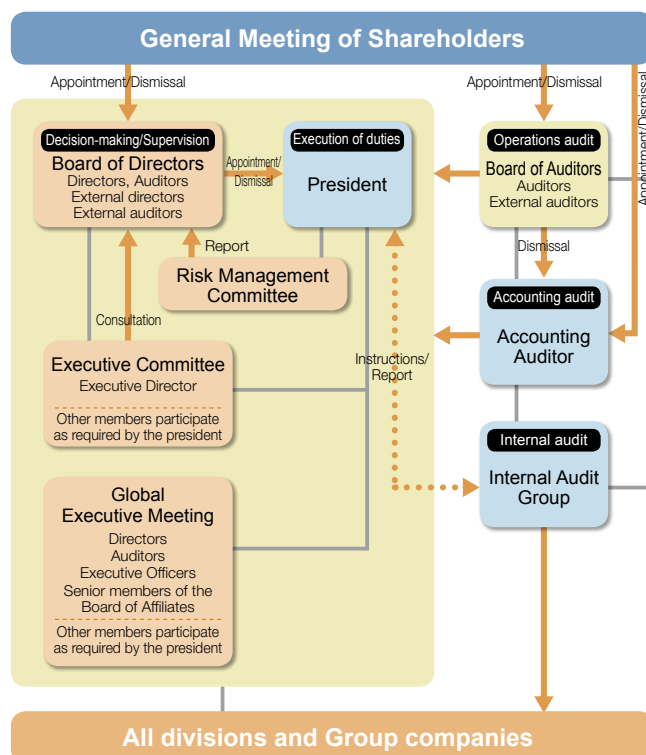 General Meeting of Shareholders
Appointment/Dismissal
Appointment/Dismissal
Appointment/Dismissal
Decision-making/Supervision
Board of Directors
Directors, Auditors
External directors
External auditors
Appointment/
Dismissal
Execution of duties
President
Operations audit
Board of Auditors
Auditors
External auditors
Report
Risk Management
Committee
Dismissal
Consultation
Accounting audit
Accounting
Auditor
Executive Committee
Executive Director
Other members participate
as required by the president
Instructions/
Report
Internal audit
Internal Audit
Group
Global
Executive Meeting
Directors
Auditors
Executive Officers
Senior members of the
Board of Affiliates
Other members participate
as required by the president
All divisions and Group companies